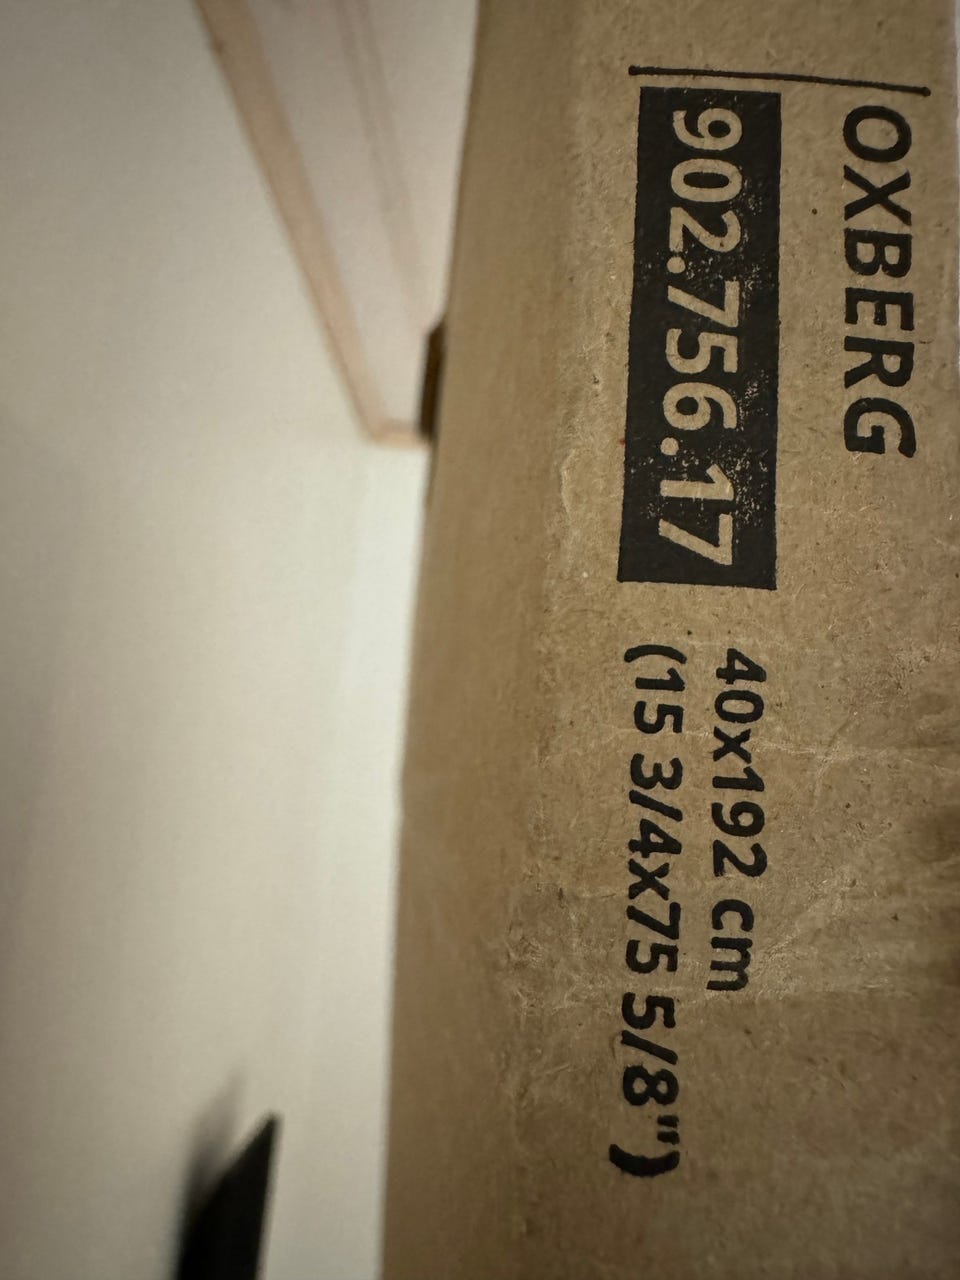 OXBERG
902.756.17
40x192 cm
(15 3/4x75 5/8")